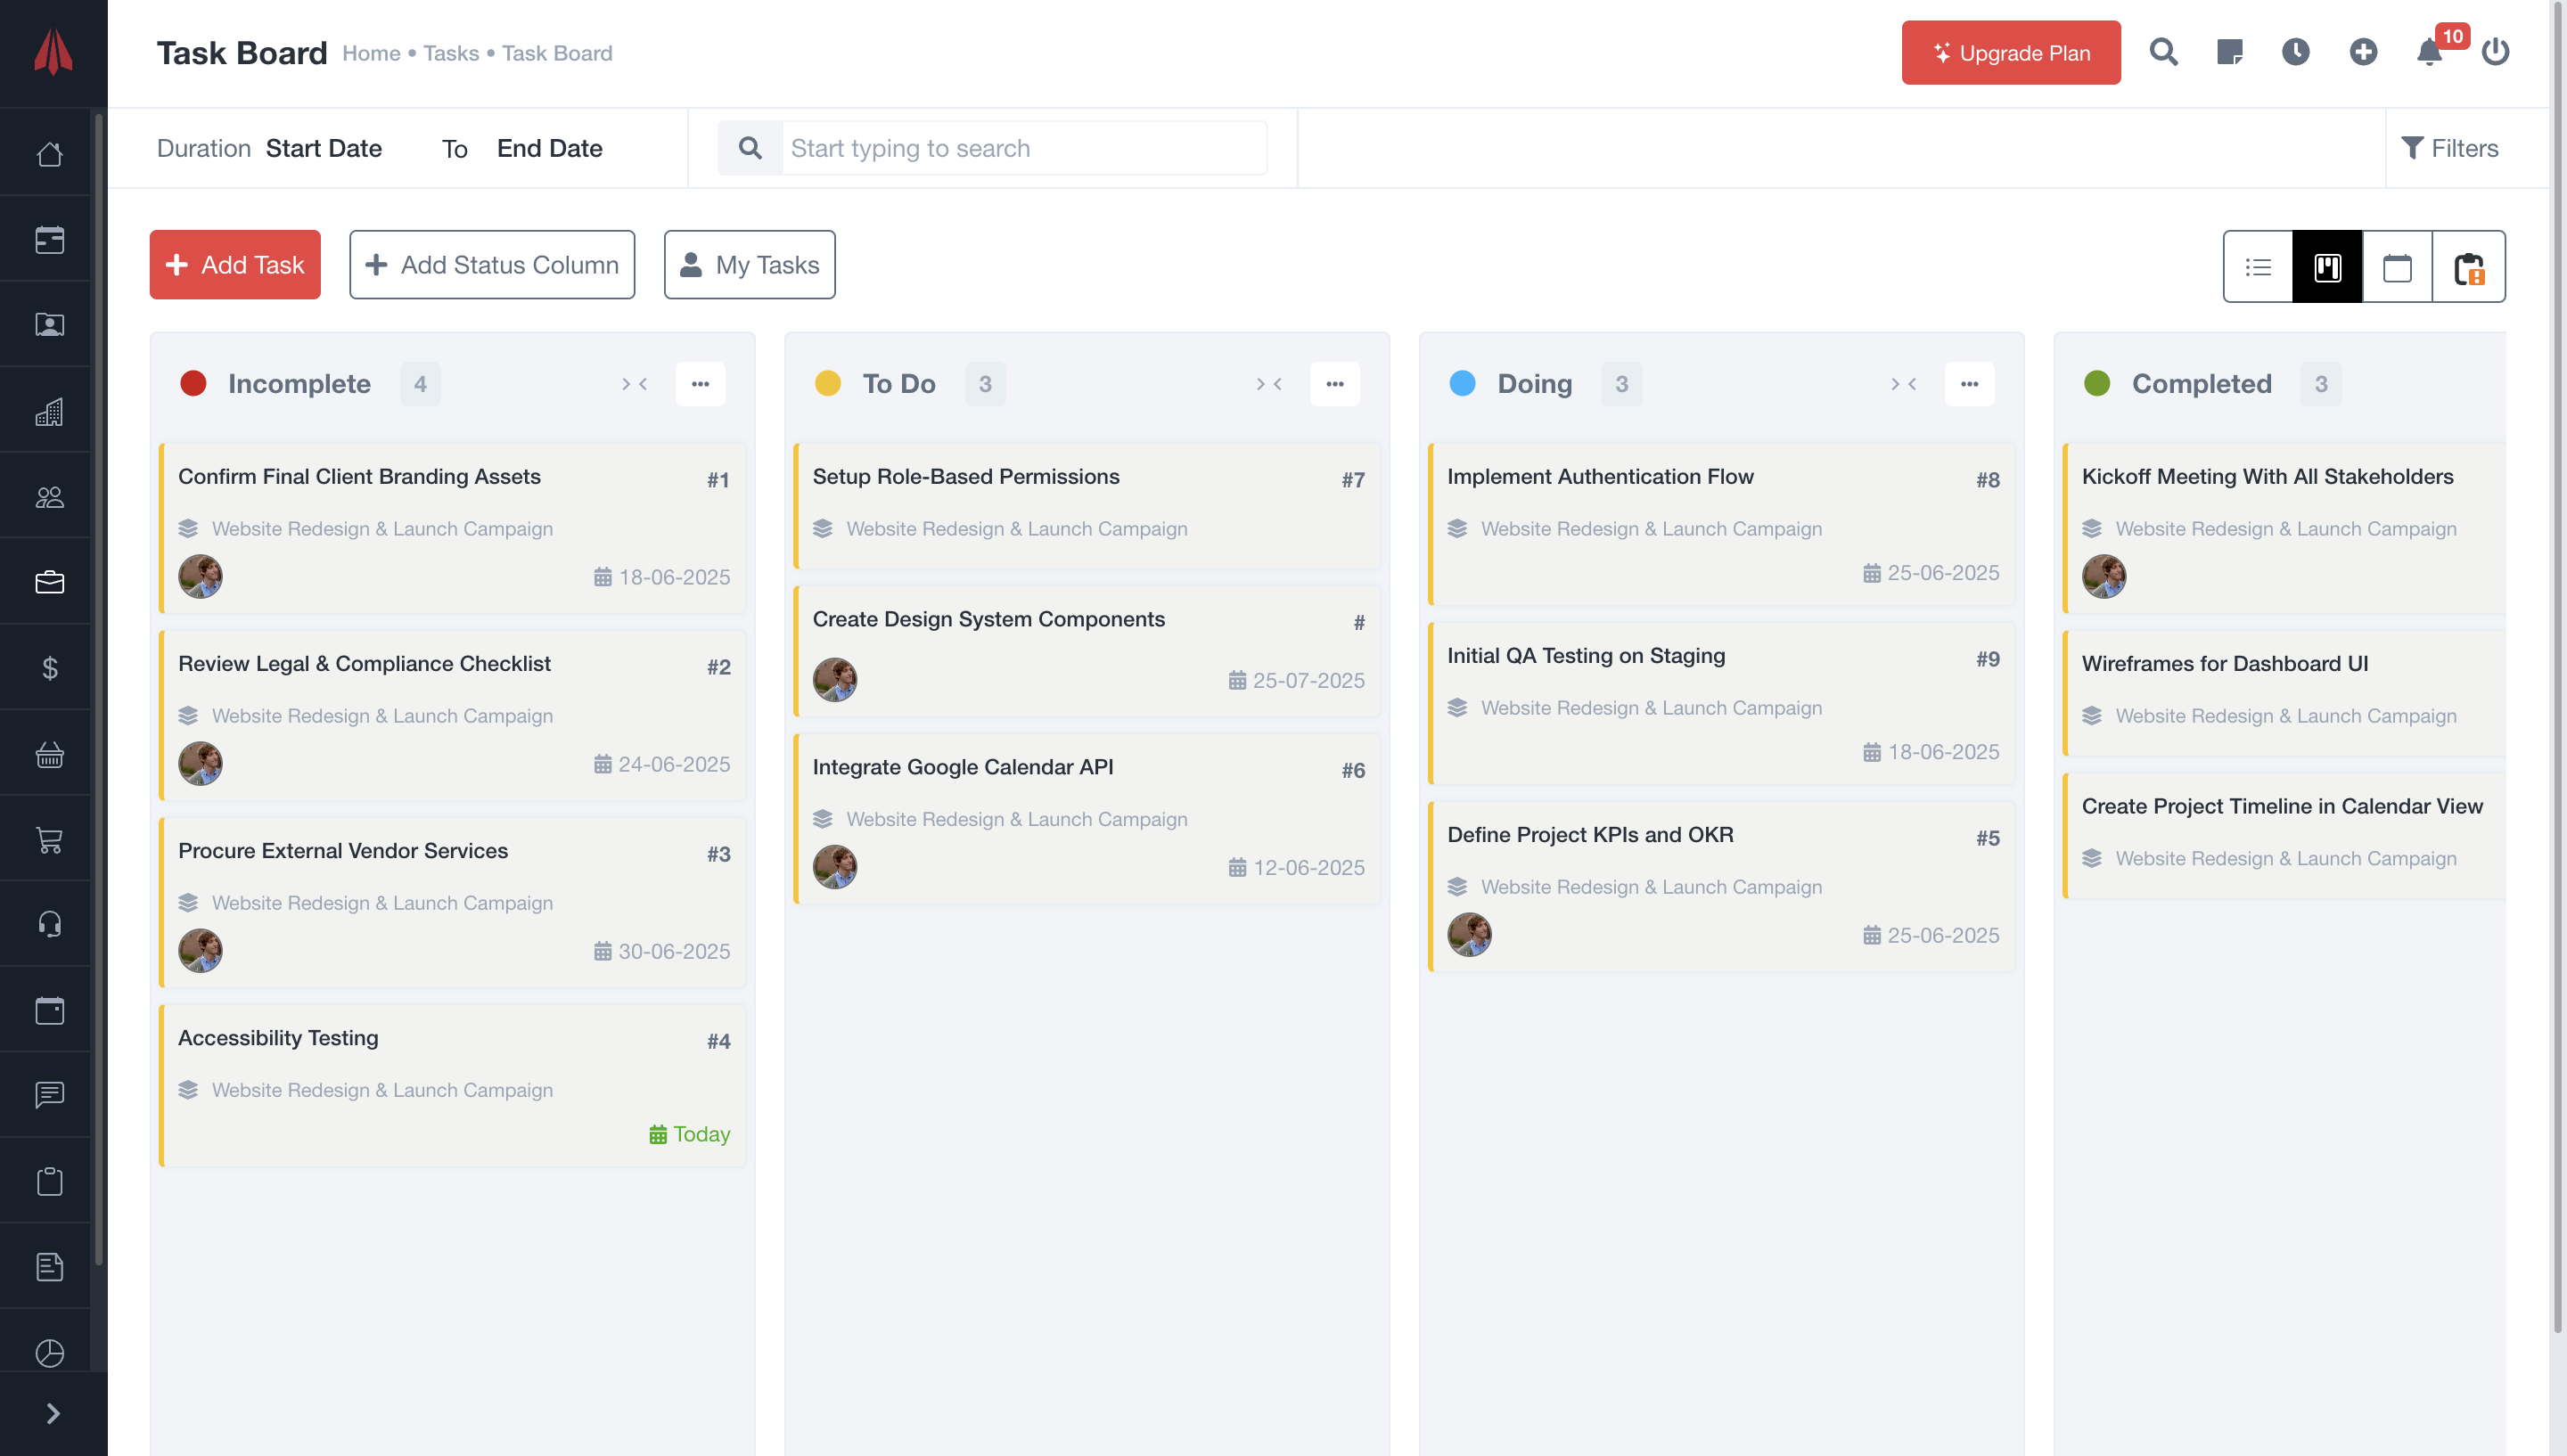 Task Board Home • Tasks • Task Board
Upgrade Plan
10
Duration Start Date To End Date
Start typing to search
Filters
Add Task
Add Status Column
My Tasks
Incomplete 4
Confirm Final Client Branding Assets #1
Website Redesign & Launch Campaign
18-06-2025
Review Legal & Compliance Checklist #2
Website Redesign & Launch Campaign
24-06-2025
Procure External Vendor Services #3
Website Redesign & Launch Campaign
30-06-2025
Accessibility Testing #4
Website Redesign & Launch Campaign
Today
To Do 3
Setup Role-Based Permissions #7
Website Redesign & Launch Campaign
Create Design System Components #
25-07-2025
Integrate Google Calendar API #6
Website Redesign & Launch Campaign
12-06-2025
Doing 3
Implement Authentication Flow #8
Website Redesign & Launch Campaign
25-06-2025
Initial QA Testing on Staging #9
Website Redesign & Launch Campaign
18-06-2025
Define Project KPIs and OKR #5
Website Redesign & Launch Campaign
25-06-2025
Completed 3
Kickoff Meeting With All Stakeholders
Website Redesign & Launch Campaign
Wireframes for Dashboard UI
Website Redesign & Launch Campaign
Create Project Timeline in Calendar View
Website Redesign & Launch Campaign